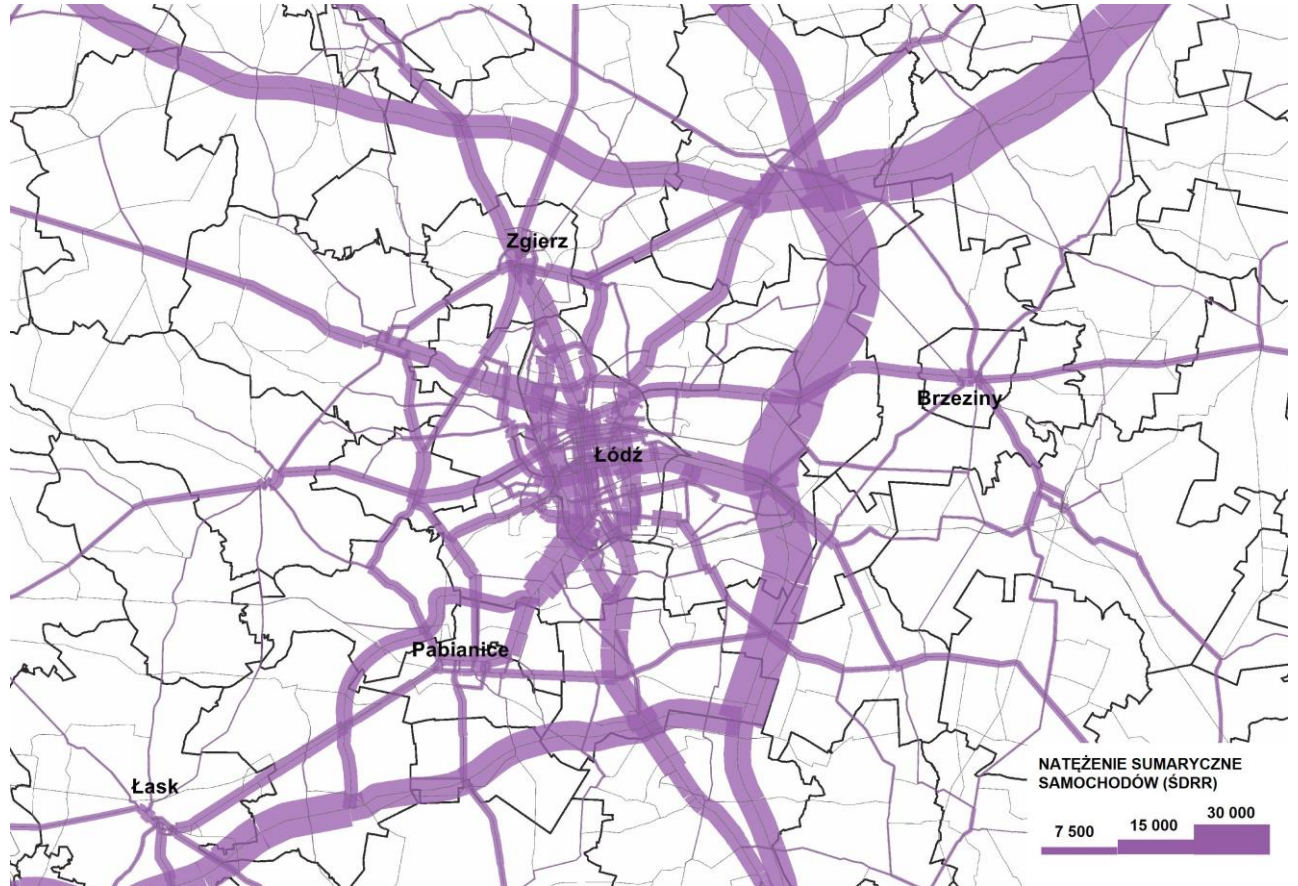 Zgierz
Brzeziny
Łódź
Pabianice
Łask
NATĘŻENIE SUMARYCZNE
SAMOCHODÓW (ŚDRR)
7 500 15 000 30 000